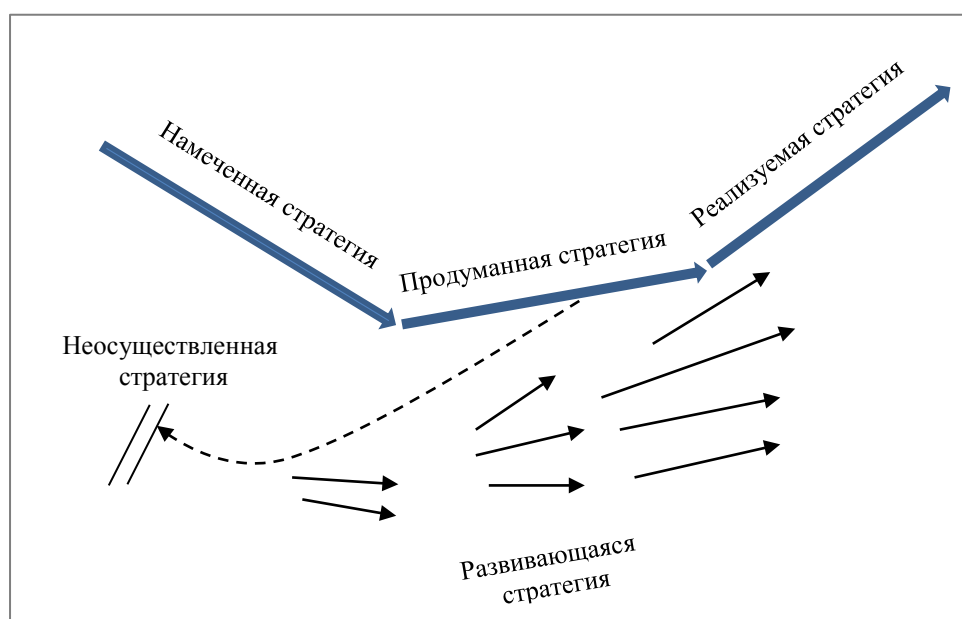 Намеченная стратегия
Продуманная стратегия
Реализуемая стратегия
Неосуществленная
стратегия
Развивающаяся
стратегия